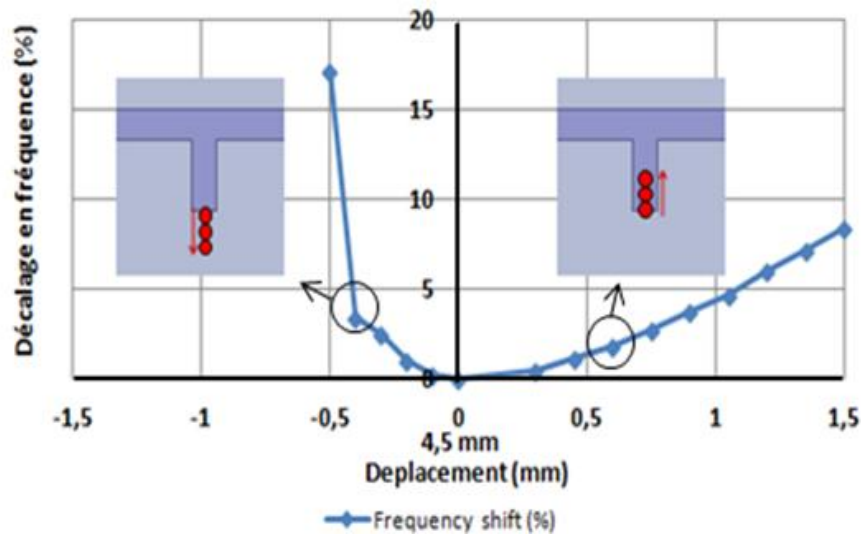 Décalage en fréquence (%)
20
15
10
5
0
-1,5 -1 -0,5 0 0,5 1 1,5
4,5 mm
Deplacement (mm)
Frequency shift (%)